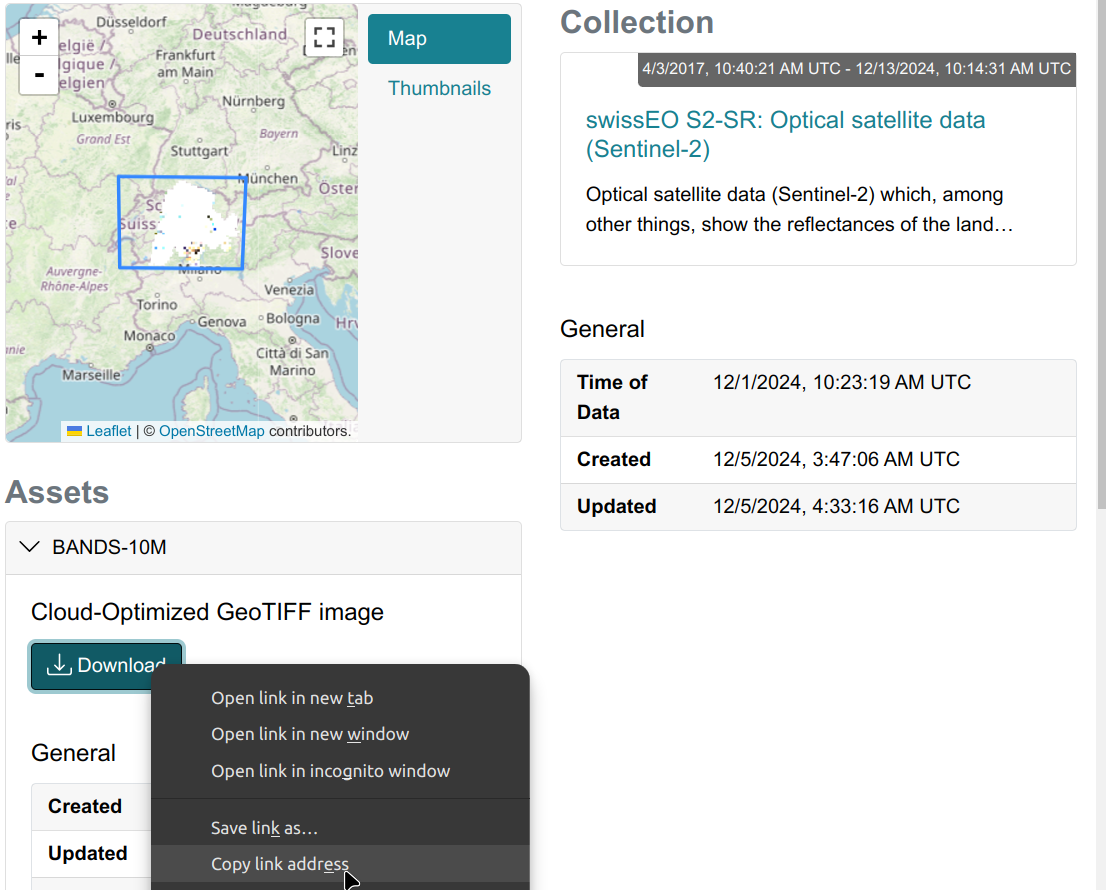 +
-
Düsseldorf
Magdeburg
Deutschland
België /
Belgique /
Belgien
Frankfurt
am Main
Luxembourg
Nürnberg
Grand Est
Bayern
Stuttgart
Linz
München
Öster
Sc
Suiss
Milano
Slove
Auvergne-
Rhône-Alpes
Venezia
Torino
Genova
Bologna
Hrv
Monaco
Città di San
Marino
Marseille
Leaflet | © OpenStreetMap contributors.
Map
Thumbnails
Assets
BANDS-10M
Cloud-Optimized GeoTIFF image
Download
General
Created
Updated
Open link in new tab
Open link in new window
Open link in incognito window
Save link as…
Copy link address
Collection
4/3/2017, 10:40:21 AM UTC - 12/13/2024, 10:14:31 AM UTC
swissEO S2-SR: Optical satellite data
(Sentinel-2)
Optical satellite data (Sentinel-2) which, among
other things, show the reflectances of the land…
General
Time of
Data
12/1/2024, 10:23:19 AM UTC
Created 12/5/2024, 3:47:06 AM UTC
Updated 12/5/2024, 4:33:16 AM UTC